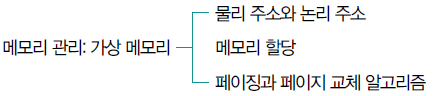 물리 주소와 논리 주소
메모리 관리: 가상 메모리
메모리 할당
페이징과 페이지 교체 알고리즘